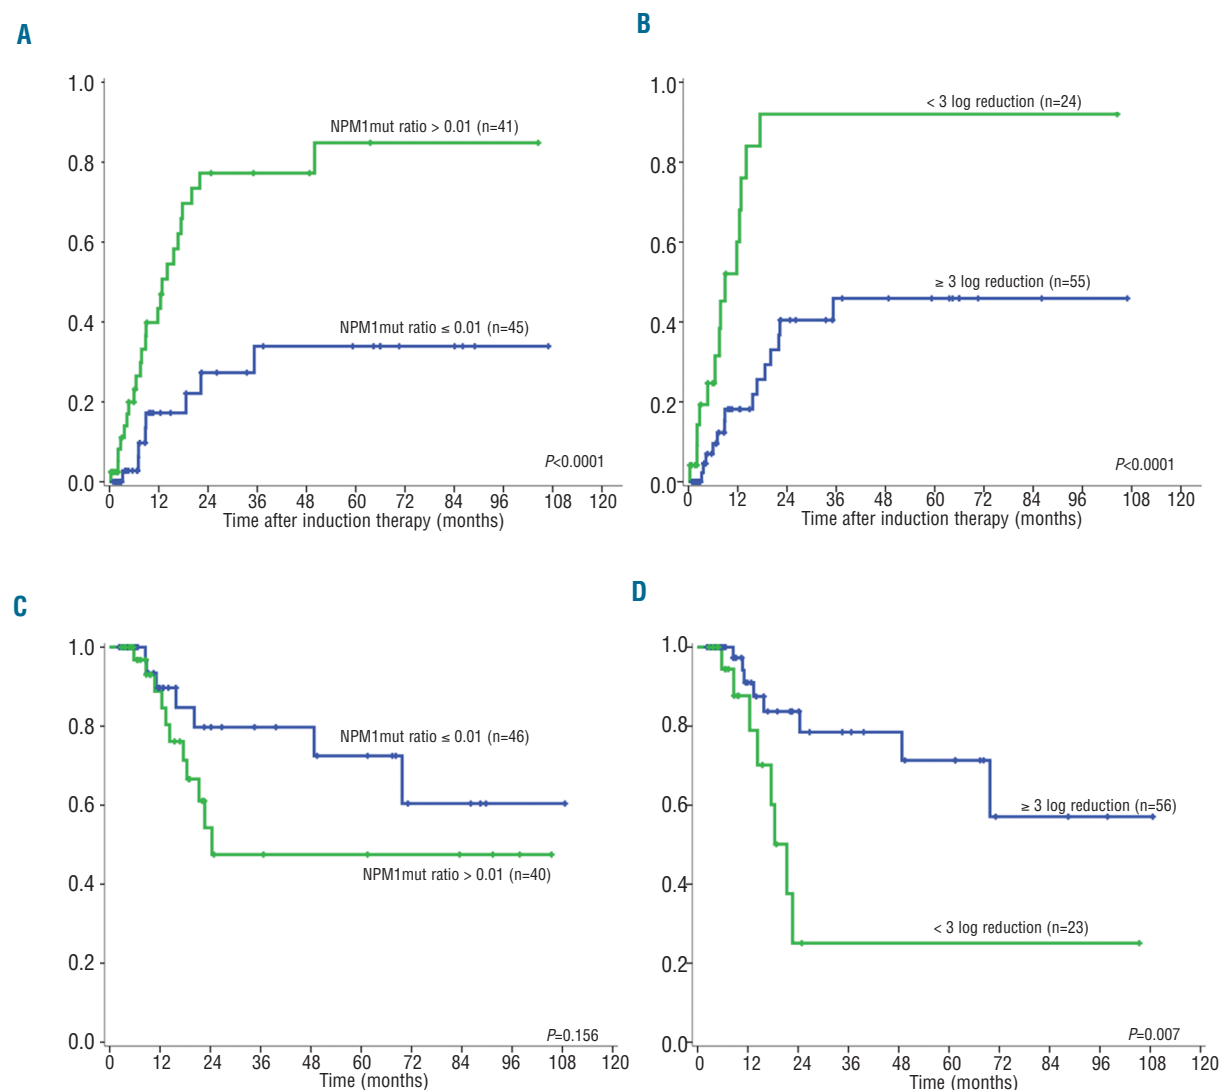 A
1.0
0.8
0.6
0.4
0.2
0.0
NPM1mut ratio > 0.01 (n=41)
NPM1mut ratio ≤ 0.01 (n=45)
P<0.0001
0 12 24 36 48 60 72 84 96 108 120
Time after induction therapy (months)
B
1.0
0.8
0.6
0.4
0.2
0.0
< 3 log reduction (n=24)
≥ 3 log reduction (n=55)
P<0.0001
0 12 24 36 48 60 72 84 96 108 120
Time after induction therapy (months)
C
1.0
0.8
0.6
0.4
0.2
0.0
NPM1mut ratio ≤ 0.01 (n=46)
NPM1mut ratio > 0.01 (n=40)
P=0.156
0 12 24 36 48 60 72 84 96 108 120
Time (months)
D
1.0
0.8
0.6
0.4
0.2
0.0
≥ 3 log reduction (n=56)
< 3 log reduction (n=23)
P=0.007
0 12 24 36 48 60 72 84 96 108 120
Time (months)